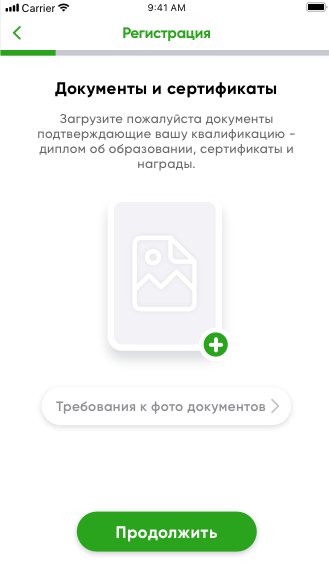 Carrier 9:41 AM
Регистрация
Документы и сертификаты
Загрузите пожалуйста документы
подтверждающие вашу квалификацию -
диплом об образовании, сертификаты и
награды.
Требования к фото документов
Продолжить